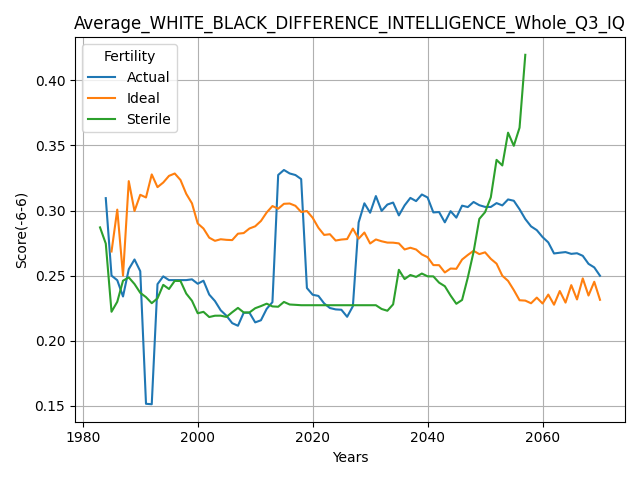 Average_WHITE_BLACK_DIFFERENCE_INTELLIGENCE_Whole_Q3_IQ
Fertility
Actual
Ideal
Sterile
Score(-6-6)
0.40
0.35
0.30
0.25
0.20
0.15
1980
2000
2020
2040
2060
Years